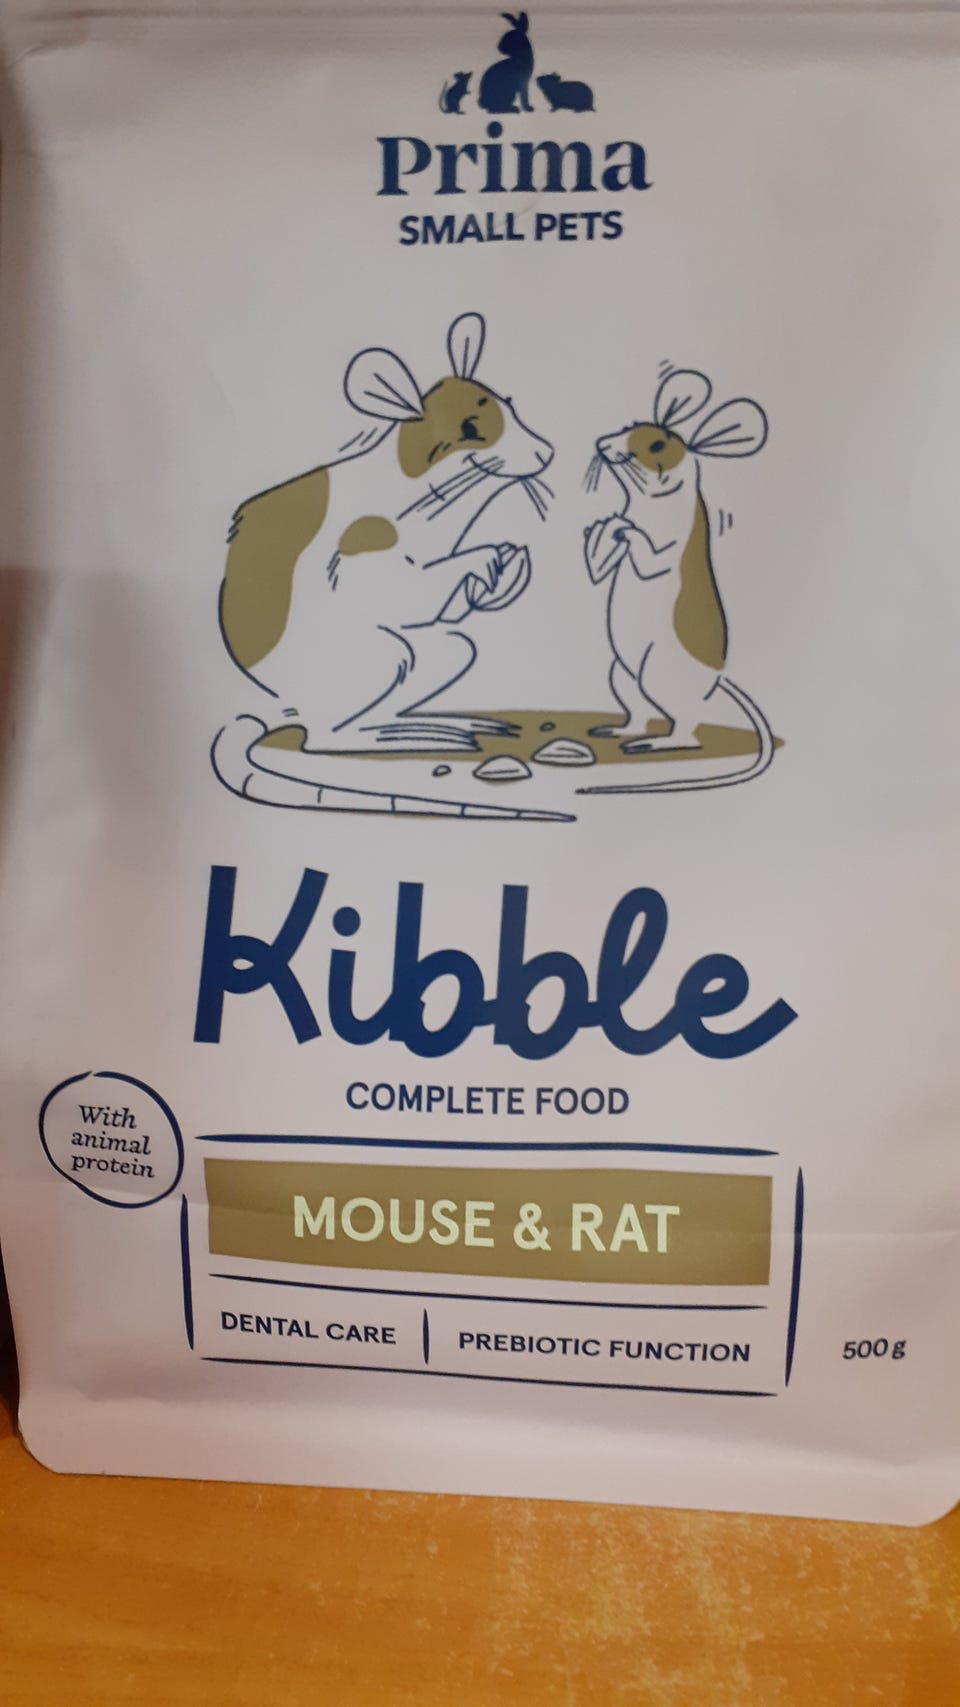 Prima
SMALL PETS
Kibble
COMPLETE FOOD
With
animal
protein
MOUSE & RAT
DENTAL CARE
PREBIOTIC FUNCTION
500g